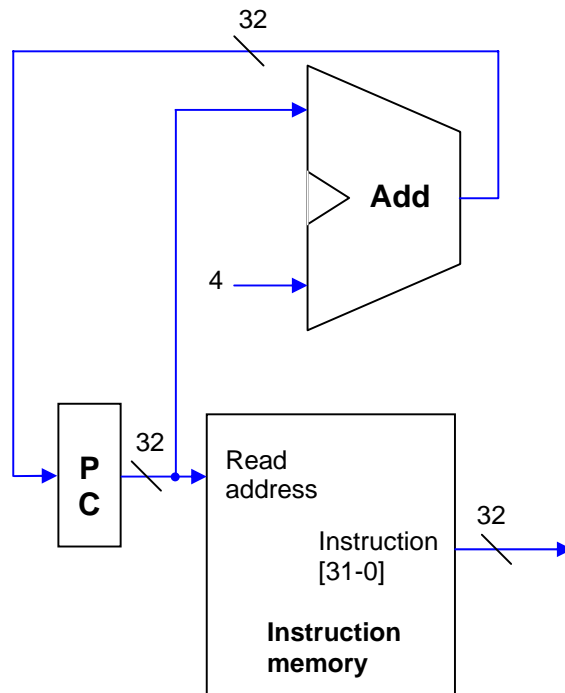 32
Add
4
32
P
C
Read
address
32
Instruction
[31-0]
Instruction
memory